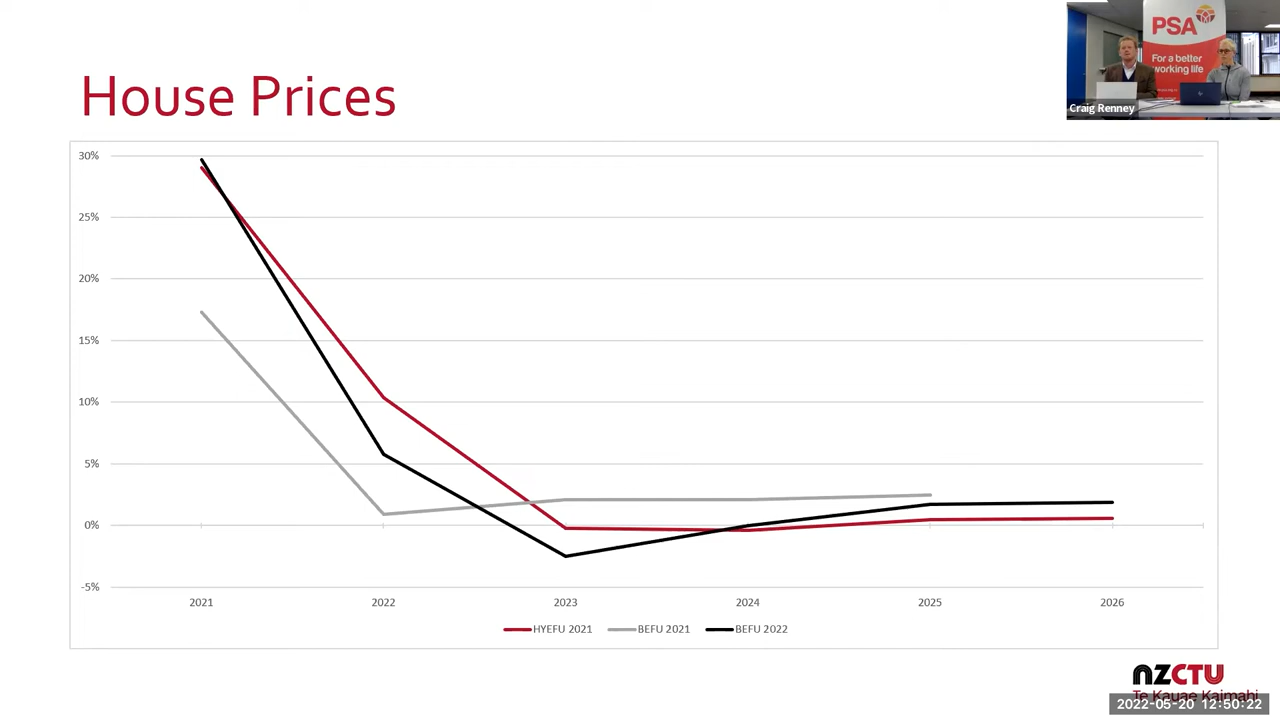 House Prices
PSA
For a better
working life
Craig Renney
30%
25%
20%
15%
10%
5%
0%
-5%
2021
2022
2023
2024
2025
2026
HYEFU 2021
BEFU 2021
BEFU 2022
NZCTU
Te Kauae Kaimahi
2022-05-20 12:50:22